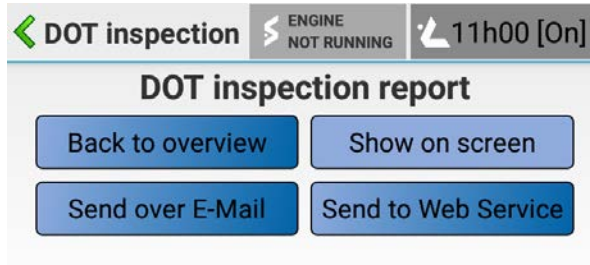 DOT inspection
ENGINE
NOT RUNNING
11h00 [On]
DOT inspection report
Back to overview
Show on screen
Send over E-Mail
Send to Web Service